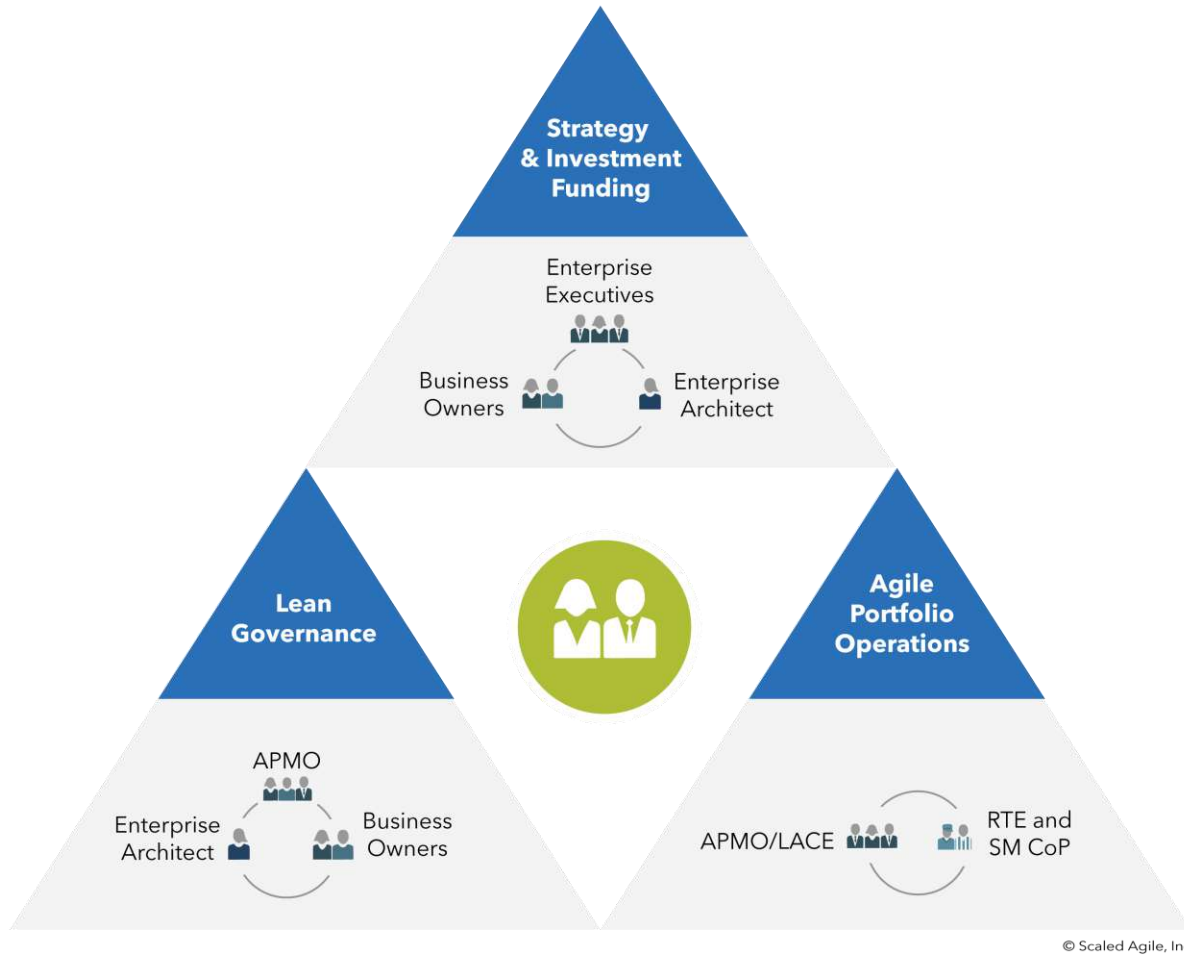 Strategy
& Investment
Funding
Enterprise
Executives
Business
Owners
Enterprise
Architect
Lean
Governance
Agile
Portfolio
Operations
APMO
Enterprise
Architect
Business
Owners
APMO/LACE
RTE and
SM CoP
© Scaled Agile, In